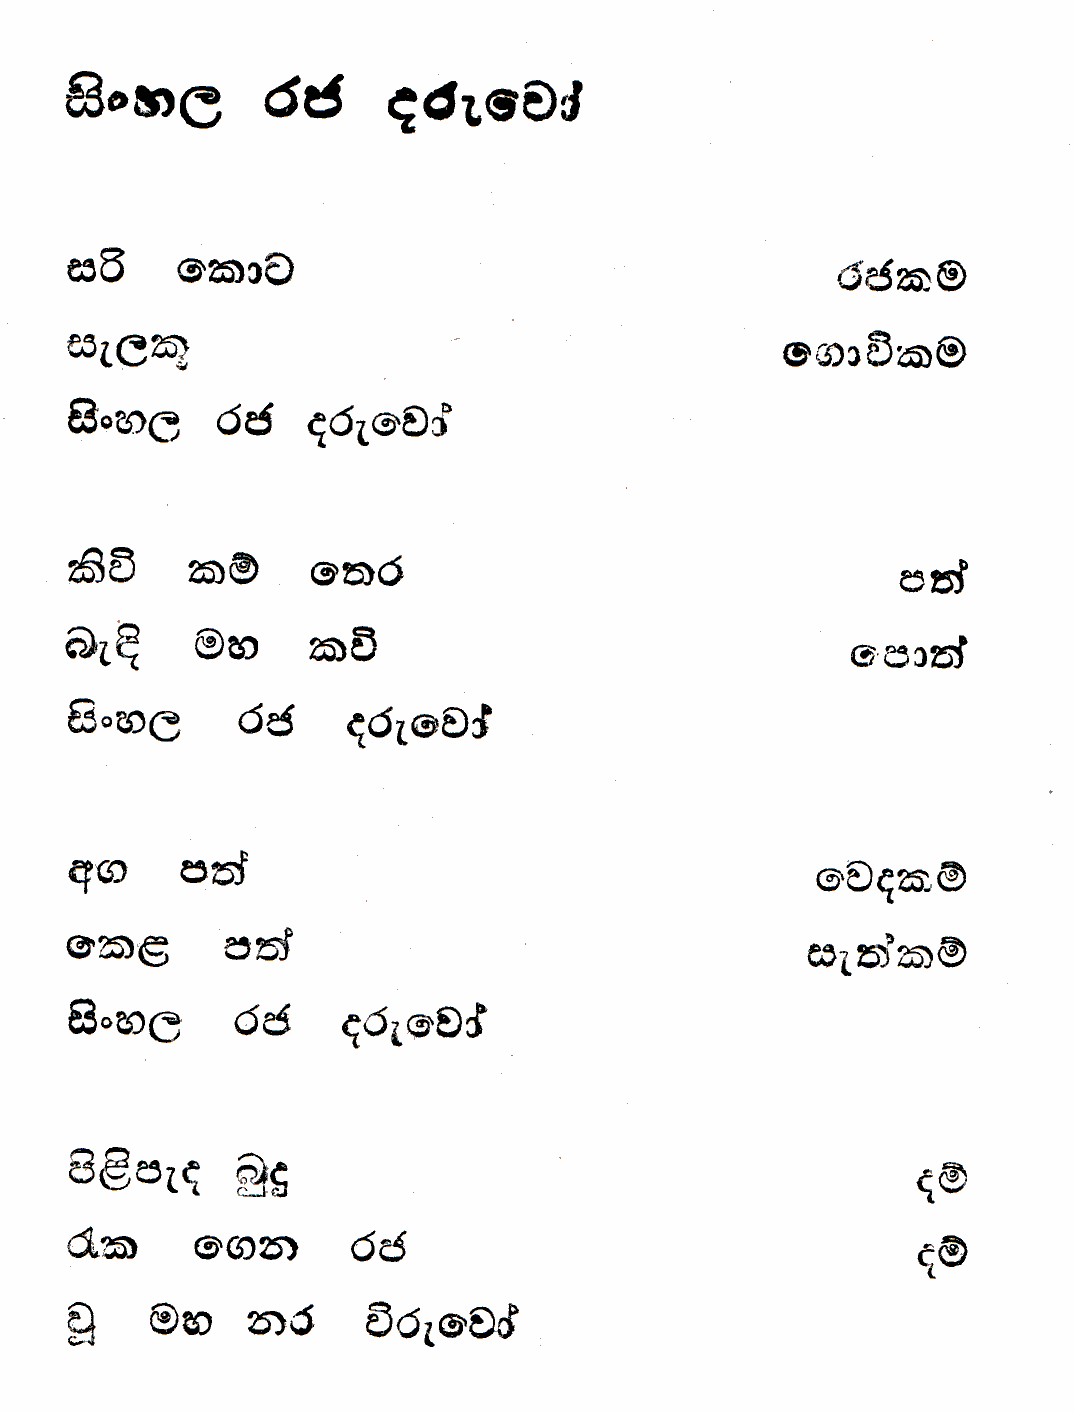 සිංහල රජ දරුවෝ
සරි කොට රජකම
සැලකූ ගොවිකම
සිංහල රජ දරුවෝ
කිවි කම් තෙර පත්
බැඳි මහ කවි පොත්
සිංහල රජ දරුවෝ
අග පත් වෙදකම්
කෙළ පත් සැත්කම්
සිංහල රජ දරුවෝ
පිළිපැද බුදු දම්
රැක ගෙන රජ දම්
වූ මහ නර විරුවෝ